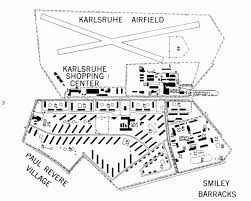 KARLSRUHE AIRFIELD
KARLSRUHE
SHOPPING
CENTER
PAUL REVERE
VILLAGE
SMILEY
BARRACKS